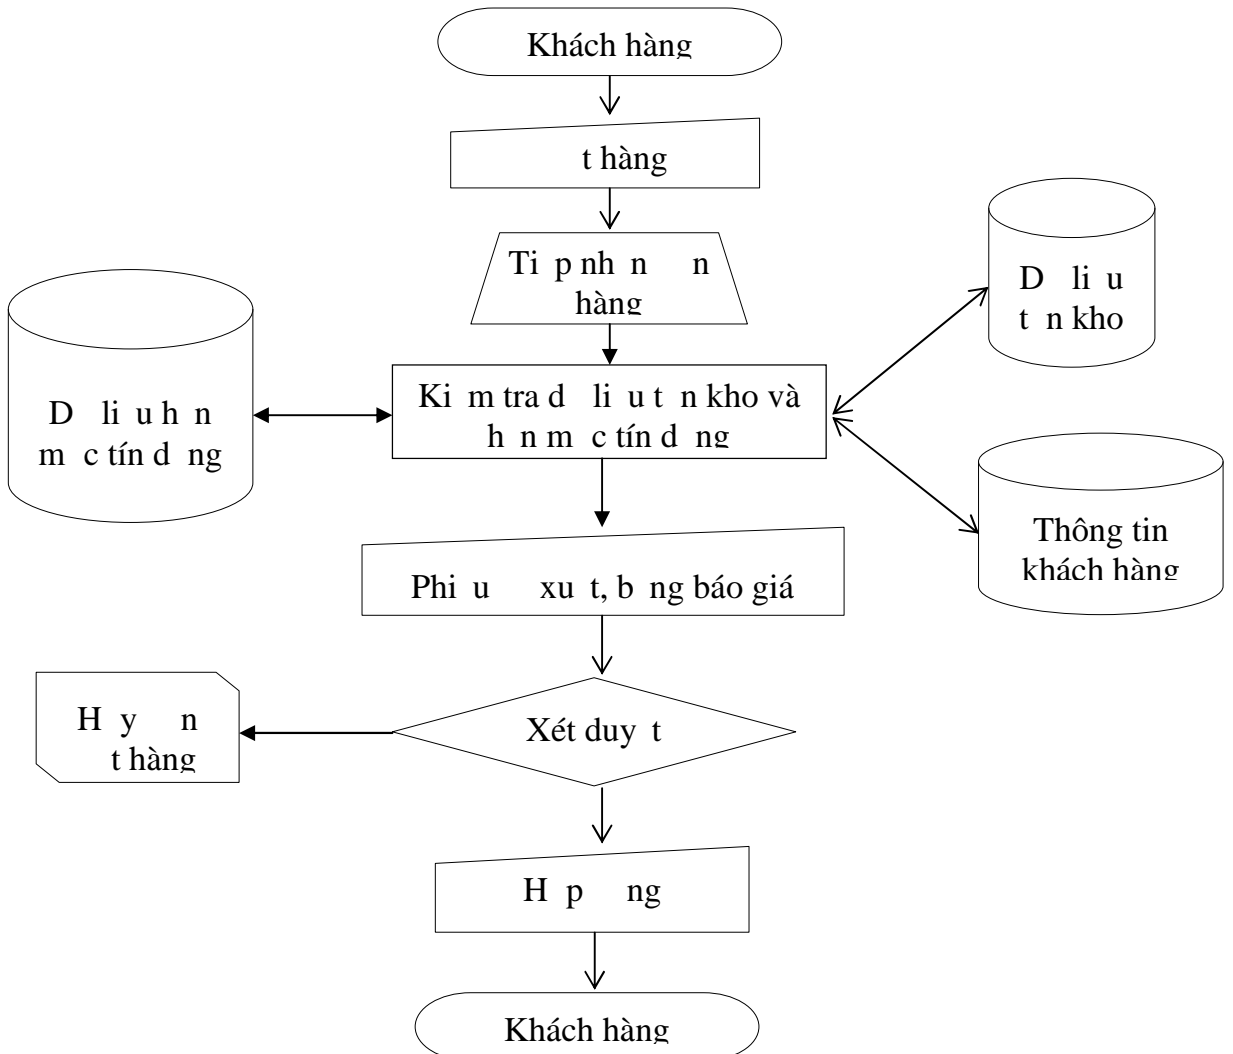 Khách hàng
t hàng
Ti p nh n n
hàng
D li u
t n kho
D li u h n
m c tín d ng
Ki m tra d li u t n kho và
h n m c tín d ng
Thông tin
khách hàng
Phi u xu t, b ng báo giá
H y n
t hàng
Xét duy t
H p ng
Khách hàng